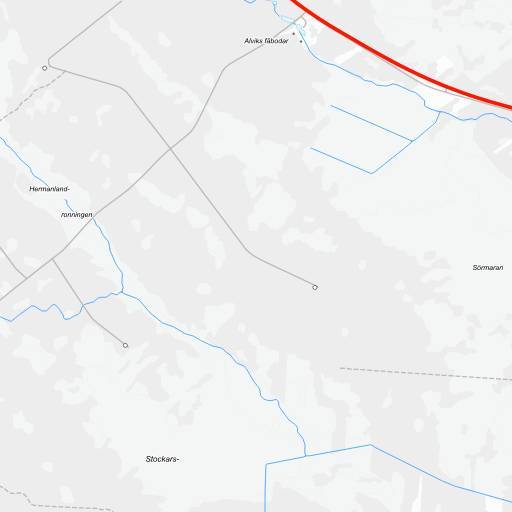 Alviks fäbodar
Hermanland-
ronningen
Sörmaran
Stockars-